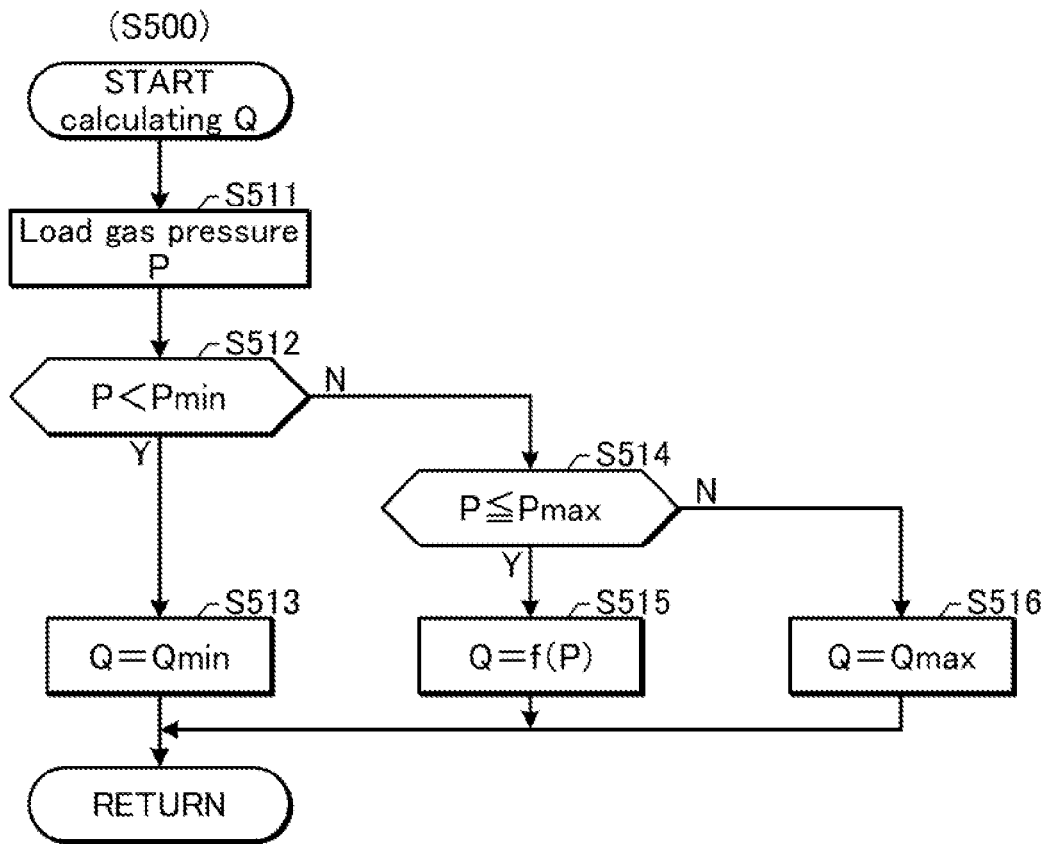 (S500)
START
calculating Q
S511
Load gas pressure
P
S512
P<Pmin
N
Y
S514
P≦Pmax
N
Y
S513
Q=Qmin
S515
Q=f(P)
S516
Q=Qmax
RETURN